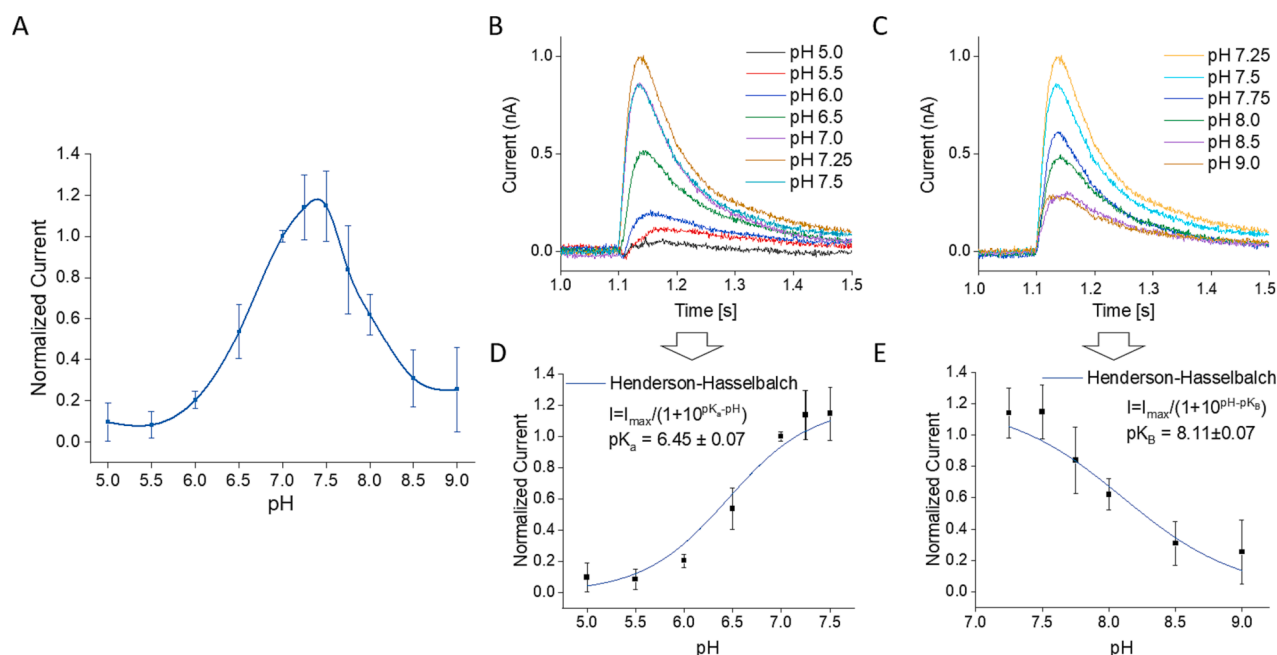 A
Normalized Current
1.4
1.2
1.0
0.8
0.6
0.4
0.2
0.0
5.0 5.5 6.0 6.5 7.0 7.5 8.0 8.5 9.0
pH
B
Current (nA)
1.0
0.5
0.0
pH 5.0
pH 5.5
pH 6.0
pH 6.5
pH 7.0
pH 7.25
pH 7.5
1.0 1.1 1.2 1.3 1.4 1.5
Time [s]
C
Current (nA)
1.0
0.5
0.0
pH 7.25
pH 7.5
pH 7.75
pH 8.0
pH 8.5
pH 9.0
1.0 1.1 1.2 1.3 1.4 1.5
Time [s]
D
Normalized Current
1.4
1.2
1.0
0.8
0.6
0.4
0.2
0.0
Henderson-Hasselbalch
I=Imax/(1+10^pKa-pH)
pKa = 6.45 ± 0.07
5.0 5.5 6.0 6.5 7.0 7.5
pH
E
Normalized Current
1.4
1.2
1.0
0.8
0.6
0.4
0.2
0.0
Henderson-Hasselbalch
I=Imax/(1+10^pH-pKB)
pKB = 8.11±0.07
7.0 7.5 8.0 8.5 9.0
pH